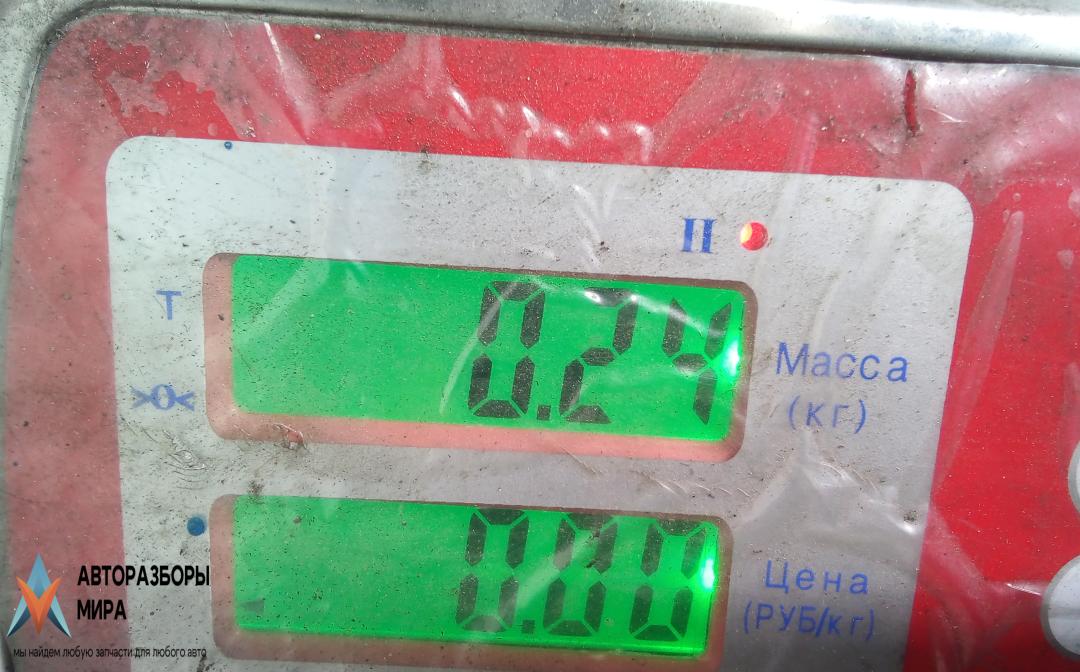 II
T
0.24
Масса
>0<
(кг)
0.00
Цена
(РУБ/кг)
АВТОРАЗБОРЫ
МИРА
мы найдем любую запчасти для любого авто